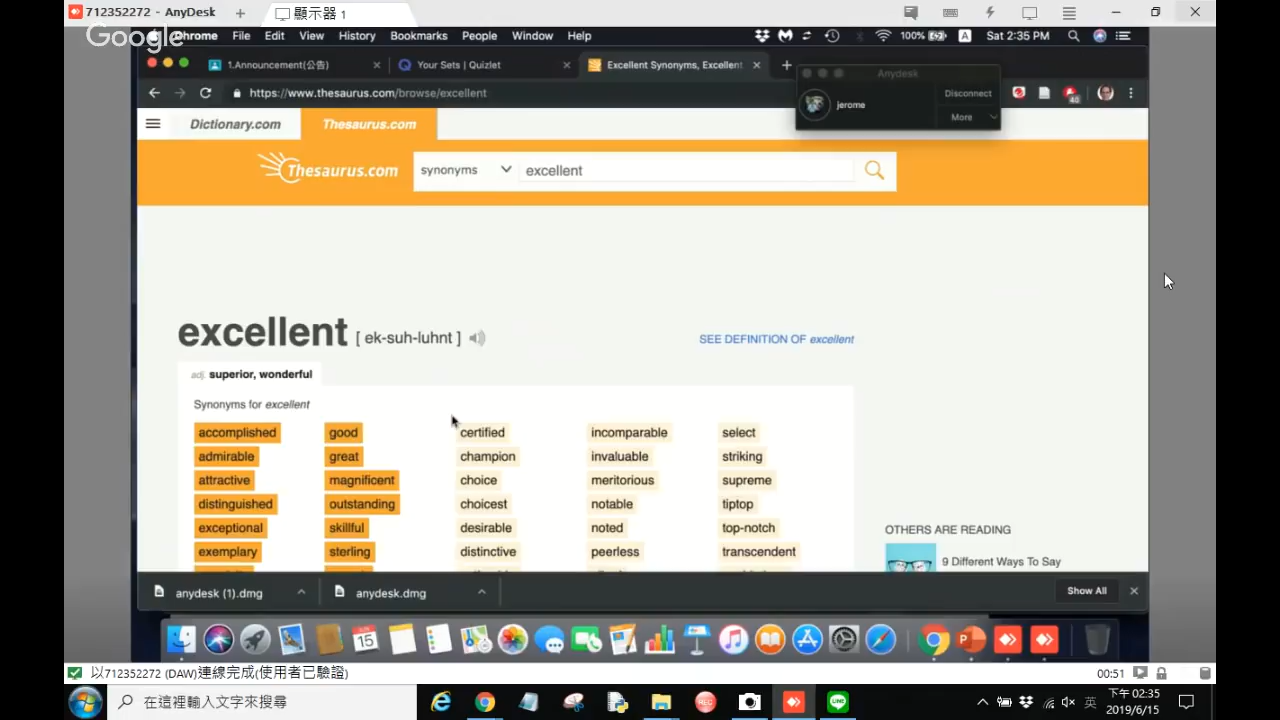 712352272 - AnyDesk
顯示器 1
Google
Chrome File Edit View History Bookmarks People Window Help
100% A Sat 2:35 PM
1.Announcement(公告)
Your Sets | Quizlet
Excellent Synonyms, Excellent
Anydesk
https://www.thesaurus.com/browse/excellent
jerome
Disconnect
More
40
Dictionary.com
Thesaurus.com
Thesaurus.com
synonyms
excellent
excellent [ ek-suh-luhnt ]
SEE DEFINITION OF excellent
adj. superior, wonderful
Synonyms for excellent
accomplished good certified incomparable select
admirable great champion invaluable striking
attractive magnificent choice meritorious supreme
distinguished outstanding choicest notable tiptop
exceptional skillful desirable noted top-notch
exemplary sterling distinctive peerless transcendent
OTHERS ARE READING
9 Different Ways To Say
anydesk (1).dmg
anydesk.dmg
Show All
15
以712352272 (DAW)連線完成(使用者已驗證)
00:51
在這裡輸入文字來搜尋
REC
LINE
英
下午 02:35
2019/6/15